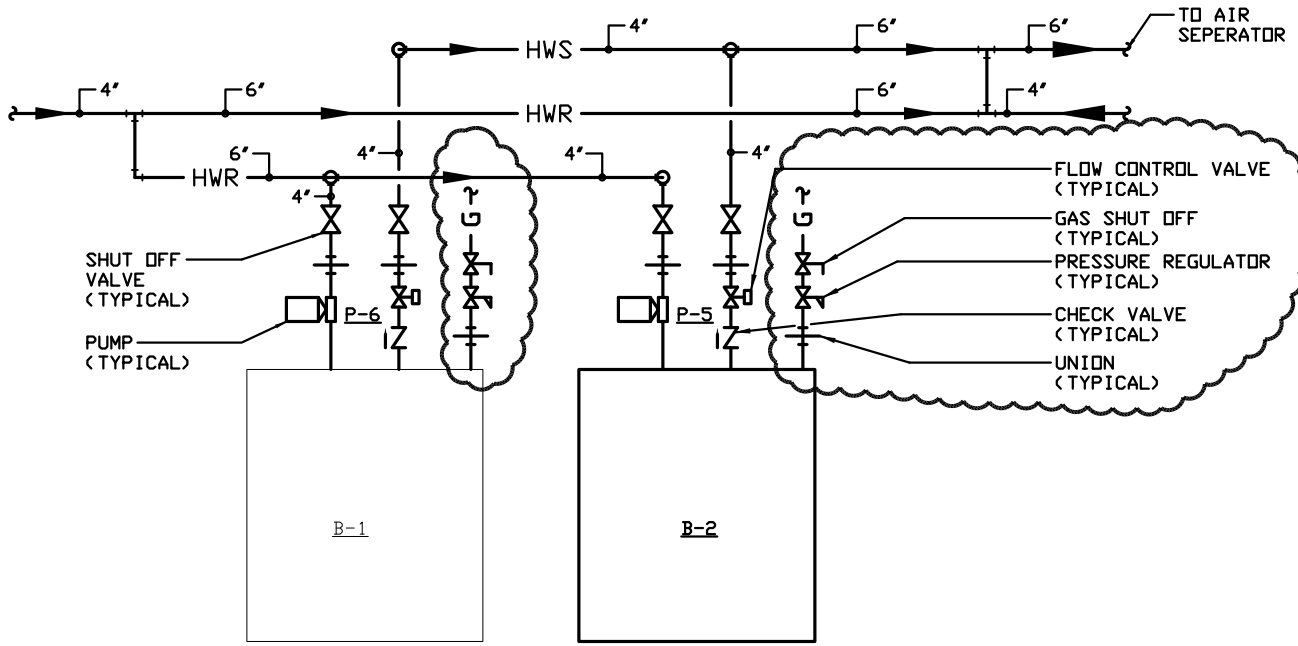 TO AIR
SEPERATOR
4"
6"
6"
HWS
4"
6"
HWR
6"
4"
6"
HWR
4"
4"
4"
4"
G
G
FLOW CONTROL VALVE
(TYPICAL)
GAS SHUT OFF
(TYPICAL)
SHUT OFF
VALVE
(TYPICAL)
PRESSURE REGULATOR
(TYPICAL)
P-6
P-5
CHECK VALVE
(TYPICAL)
PUMP
(TYPICAL)
UNION
(TYPICAL)
B-1
B-2